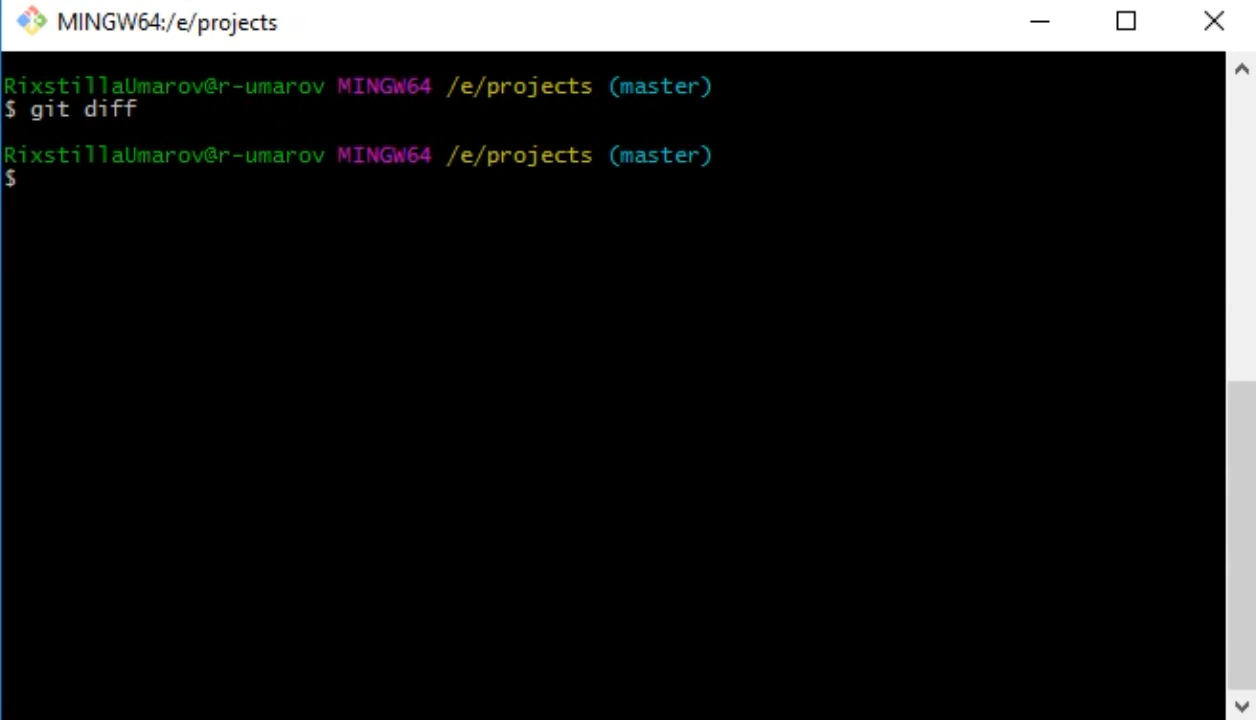 MINGW64:/e/projects
RixstillaUmarov@r-umarov MINGW64 /e/projects (master)
$ git diff
RixstillaUmarov@r-umarov MINGW64 /e/projects (master)
$